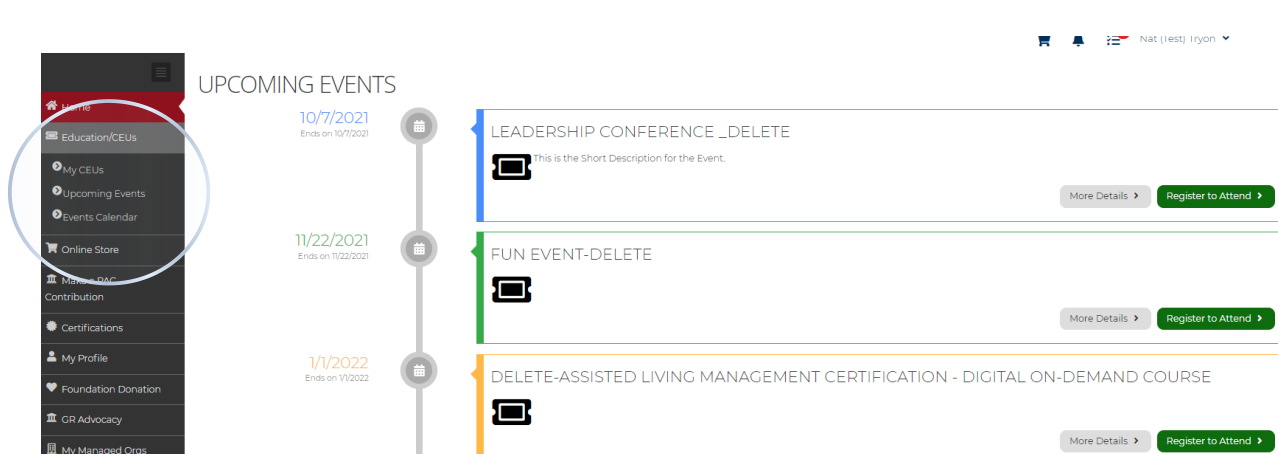 Nat (Test) Tryon
UPCOMING EVENTS
Home
Education/CEUs
My CEUs
Upcoming Events
Events Calendar
Online Store
Make a PAC
Contribution
Certifications
My Profile
Foundation Donation
GR Advocacy
My Managed Orgs
10/7/2021
Ends on 10/7/2021
LEADERSHIP CONFERENCE _DELETE
This is the Short Description for the Event.
More Details
Register to Attend
11/22/2021
Ends on 11/22/2021
FUN EVENT-DELETE
More Details
Register to Attend
1/1/2022
Ends on 1/1/2022
DELETE-ASSISTED LIVING MANAGEMENT CERTIFICATION - DIGITAL ON-DEMAND COURSE
More Details
Register to Attend